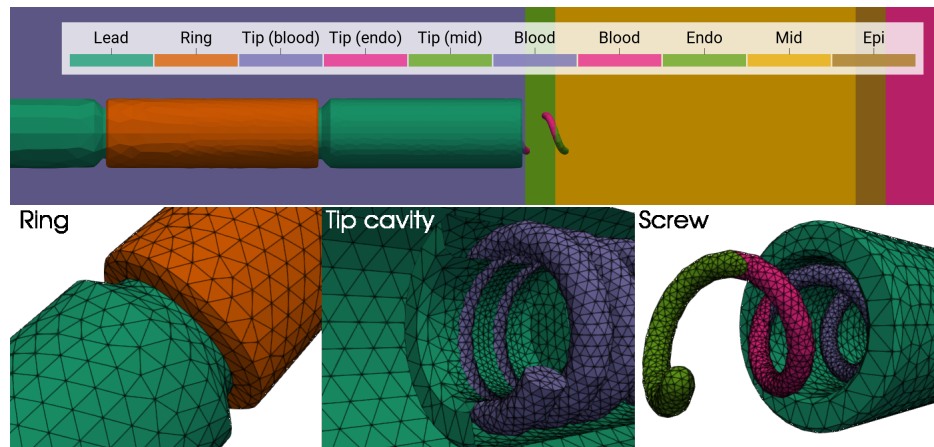 Lead Ring Tip (blood) Tip (endo) Tip (mid) Blood Blood Endo Mid Epi
Ring Tip cavity Screw